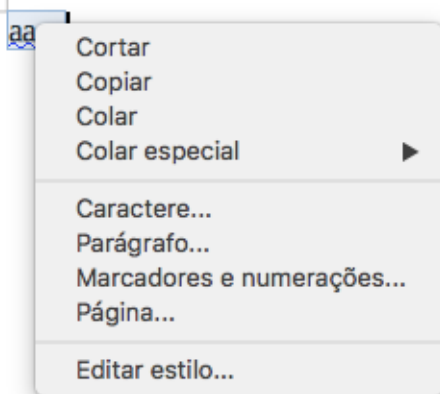 aa
Cortar
Copiar
Colar
Colar especial
Caractere...
Parágrafo...
Marcadores e numerações...
Página...
Editar estilo...